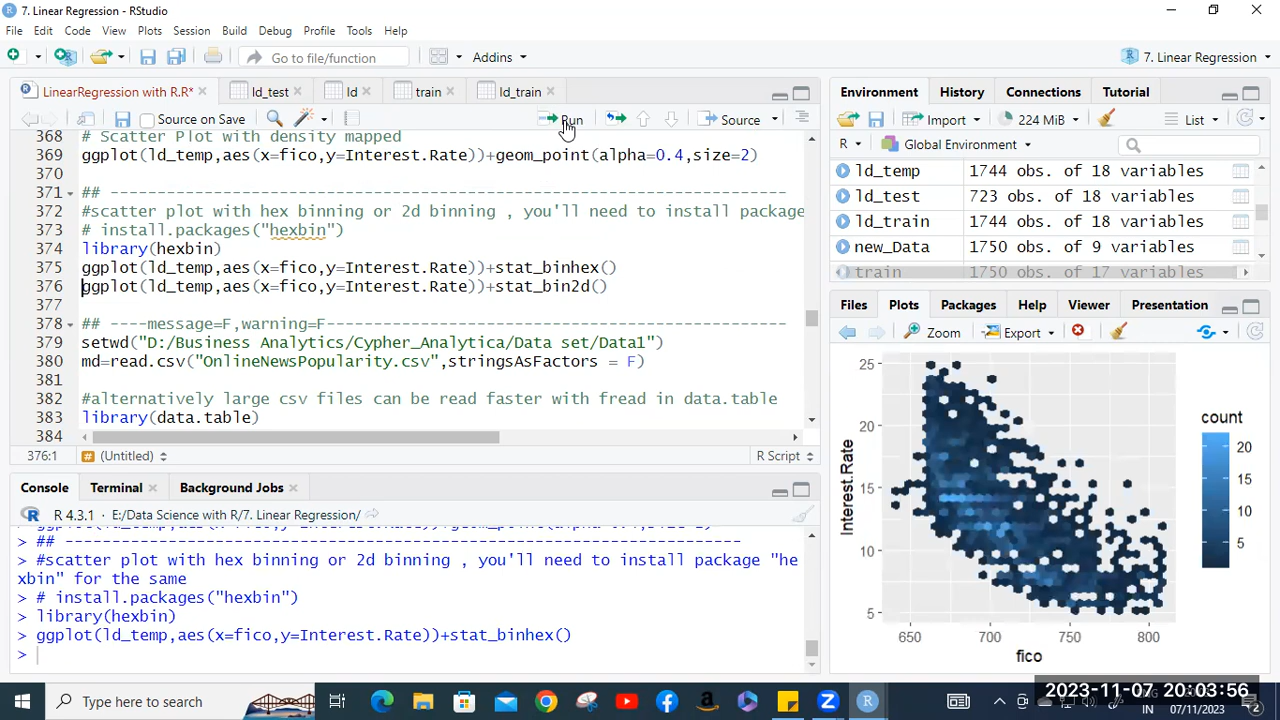 7. Linear Regression - RStudio
File Edit Code View Plots Session Build Debug Profile Tools Help
Go to file/function Addins 7. Linear Regression
LinearRegression with R.R* ld_test ld train ld_train
Source on Save Run Source
368 # Scatter Plot with density mapped
369 ggplot(ld_temp,aes(x=fico,y=Interest.Rate))+geom_point(alpha=0.4,size=2)
370
371 ## ------------------------------------------------------------------------
372 #scatter plot with hex binning or 2d binning , you'll need to install package
373 # install.packages("hexbin")
374 library(hexbin)
375 ggplot(ld_temp,aes(x=fico,y=Interest.Rate))+stat_binhex()
376 ggplot(ld_temp,aes(x=fico,y=Interest.Rate))+stat_bin2d()
377
378 ## ----message=F,warning=F-------------------------------------------------
379 setwd("D:/Business Analytics/Cypher_Analytica/Data set/Data1")
380 md=read.csv("OnlineNewsPopularity.csv",stringsAsFactors = F)
381
382 #alternatively large csv files can be read faster with fread in data.table
383 library(data.table)
384
376:1 # (Untitled) R Script
Console Terminal Background Jobs
R 4.3.1 · E:/Data Science with R/7. Linear Regression/
> ## ------------------------------------------------------------------------
> #scatter plot with hex binning or 2d binning , you'll need to install package "he
xbin" for the same
> # install.packages("hexbin")
> library(hexbin)
> ggplot(ld_temp,aes(x=fico,y=Interest.Rate))+stat_binhex()
>
Environment History Connections Tutorial
Import 224 MiB List
R Global Environment
ld_temp 1744 obs. of 18 variables
ld_test 723 obs. of 18 variables
ld_train 1744 obs. of 18 variables
new_Data 1750 obs. of 9 variables
train 1750 obs. of 17 variables
Files Plots Packages Help Viewer Presentation
Zoom Export
25
20
15
10
5
Interest.Rate
650 700 750 800
fico
count
20
15
10
5
Type here to search
2023-11-07 20:03:56
IN 07/11/2023 2